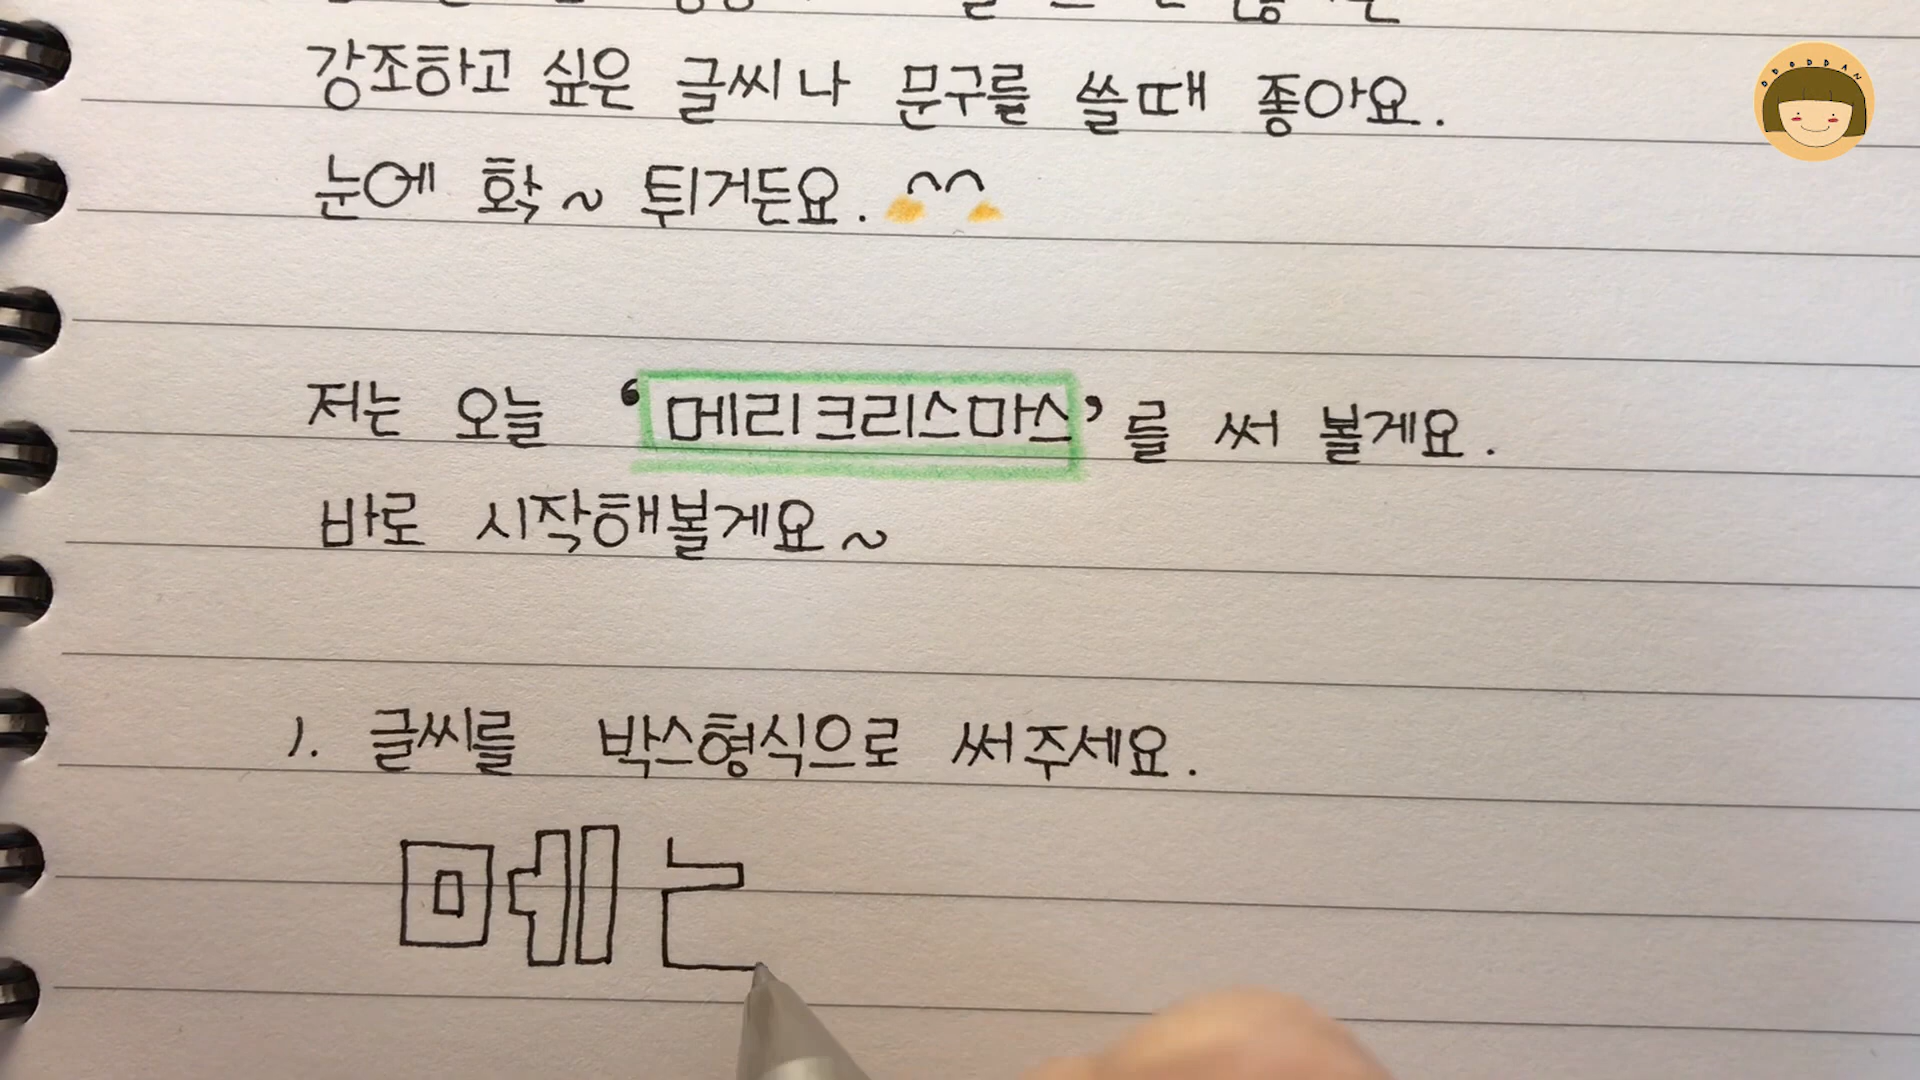 강조하고 싶은 글씨나 문구를 쓸때 좋아요.
눈에 확~ 튀거든요.
저는 오늘 '메리크리스마스'를 써 볼게요.
바로 시작해볼게요~
1. 글씨를 박스형식으로 써주세요.
메
DDODDAN